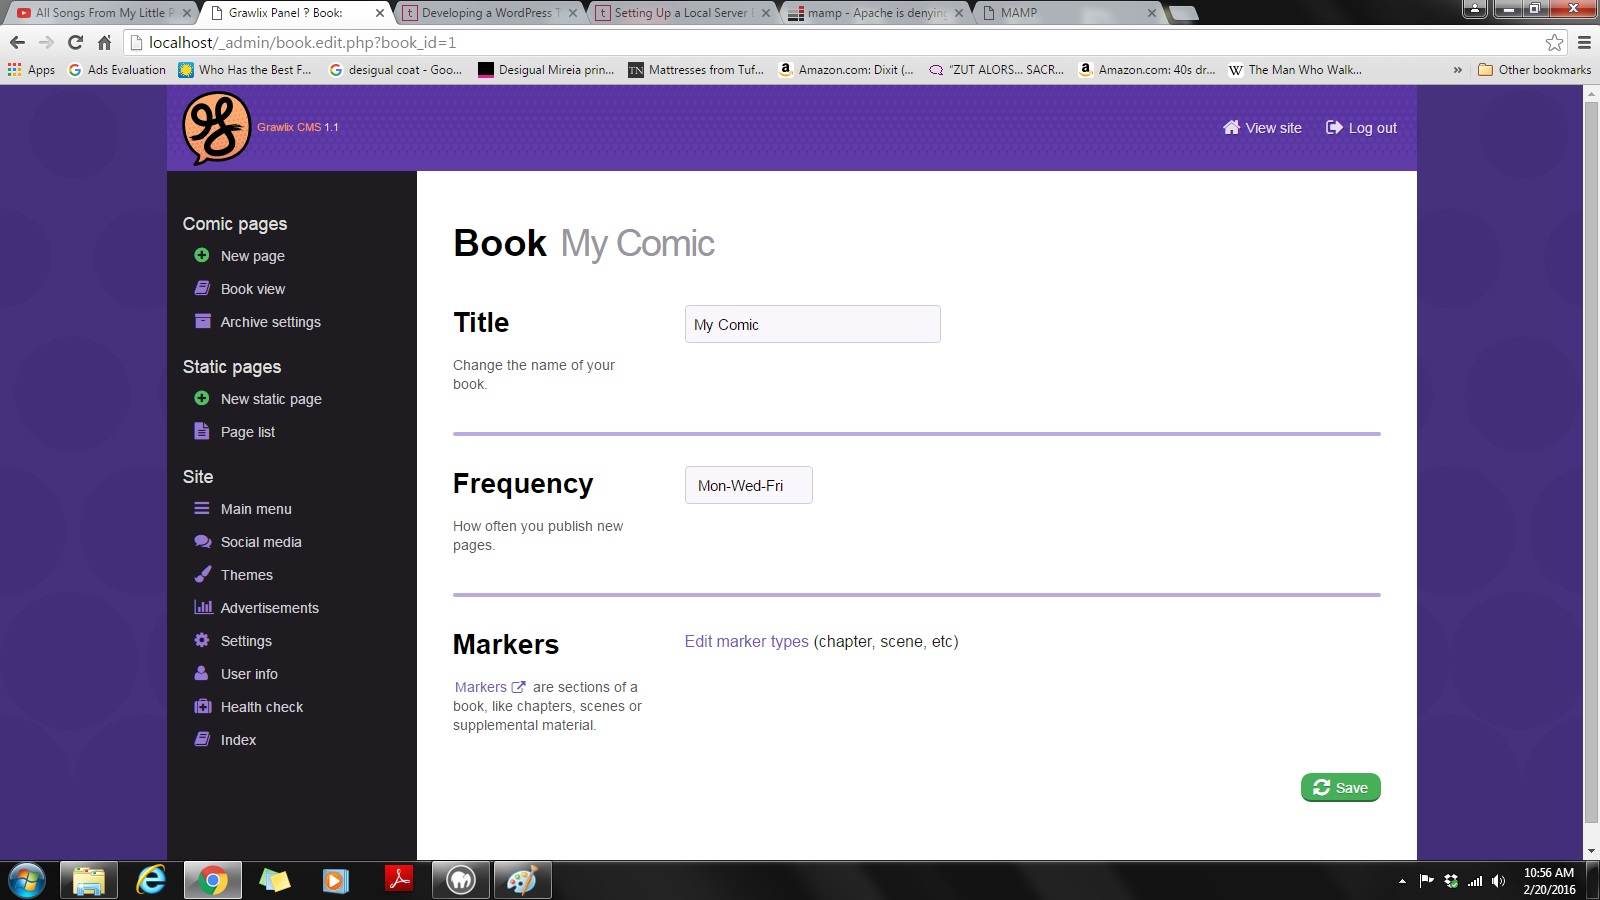 All Songs From My Little P
Grawlix Panel ? Book:
Developing a WordPress T
Setting Up a Local Server E
mamp - Apache is denying
MAMP
localhost/_admin/book.edit.php?book_id=1
Apps
Ads Evaluation
Who Has the Best F...
desigual coat - Goo...
Desigual Mireia prin...
TN
Mattresses from Tuf...
Amazon.com: Dixit (...
"ZUT ALORS... SACR...
Amazon.com: 40s dr...
W
The Man Who Walk...
»
Other bookmarks
Grawlix CMS 1.1
View site
Log out
Comic pages
New page
Book view
Archive settings
Static pages
New static page
Page list
Site
Main menu
Social media
Themes
Advertisements
Settings
User info
Health check
Index
Book My Comic
Title
My Comic
Change the name of your
book.
Frequency
Mon-Wed-Fri
How often you publish new
pages.
Markers
Edit marker types (chapter, scene, etc)
Markers are sections of a
book, like chapters, scenes or
supplemental material.
Save
10:56 AM
2/20/2016